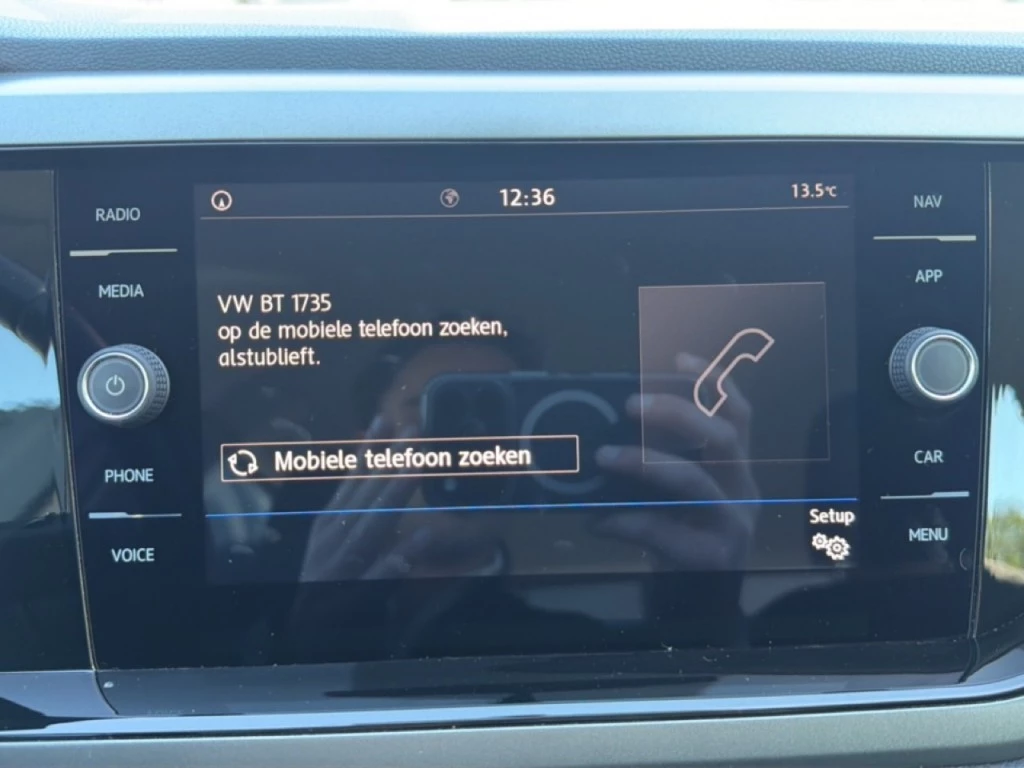 RADIO
MEDIA
PHONE
VOICE
12:36
13.5°C
VW BT 1735
op de mobiele telefoon zoeken,
alstublieft.
Mobiele telefoon zoeken
Setup
NAV
APP
CAR
MENU